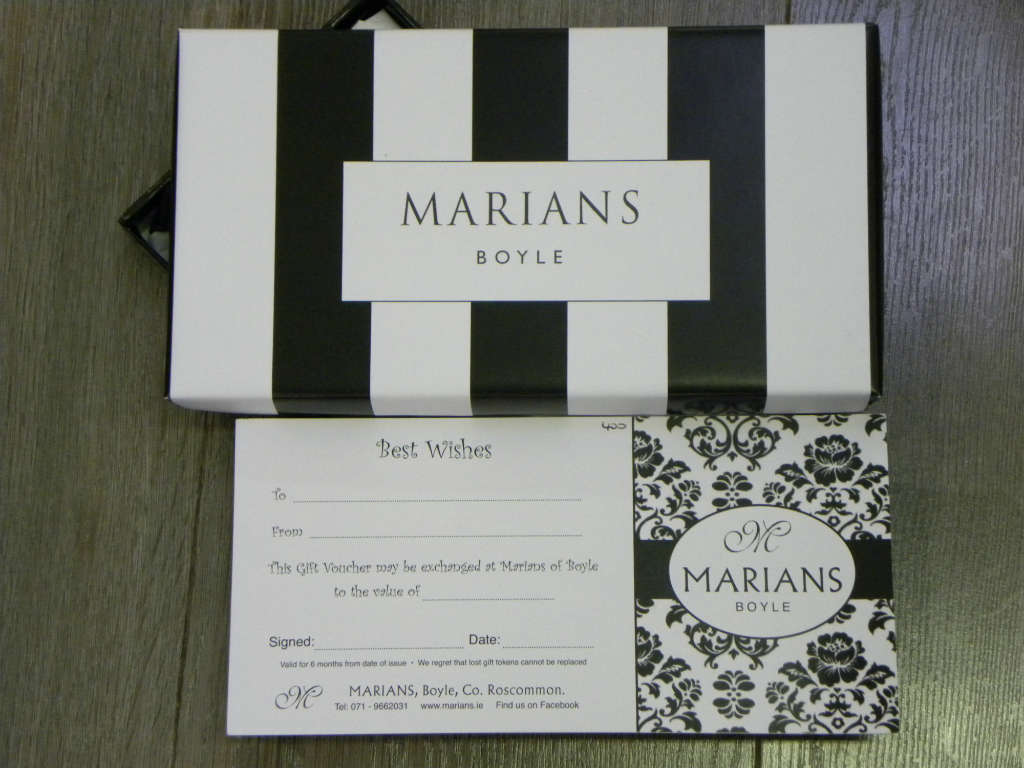 MARIANS
BOYLE
400
Best Wishes
To
From
This Gift Voucher may be exchanged at Marians of Boyle
to the value of
Signed: Date:
Valid for 6 months from date of issue • We regret that lost gift tokens cannot be replaced
M MARIANS, Boyle, Co. Roscommon.
Tel: 071 - 9662031 www.marians.ie Find us on Facebook
M
MARIANS
BOYLE